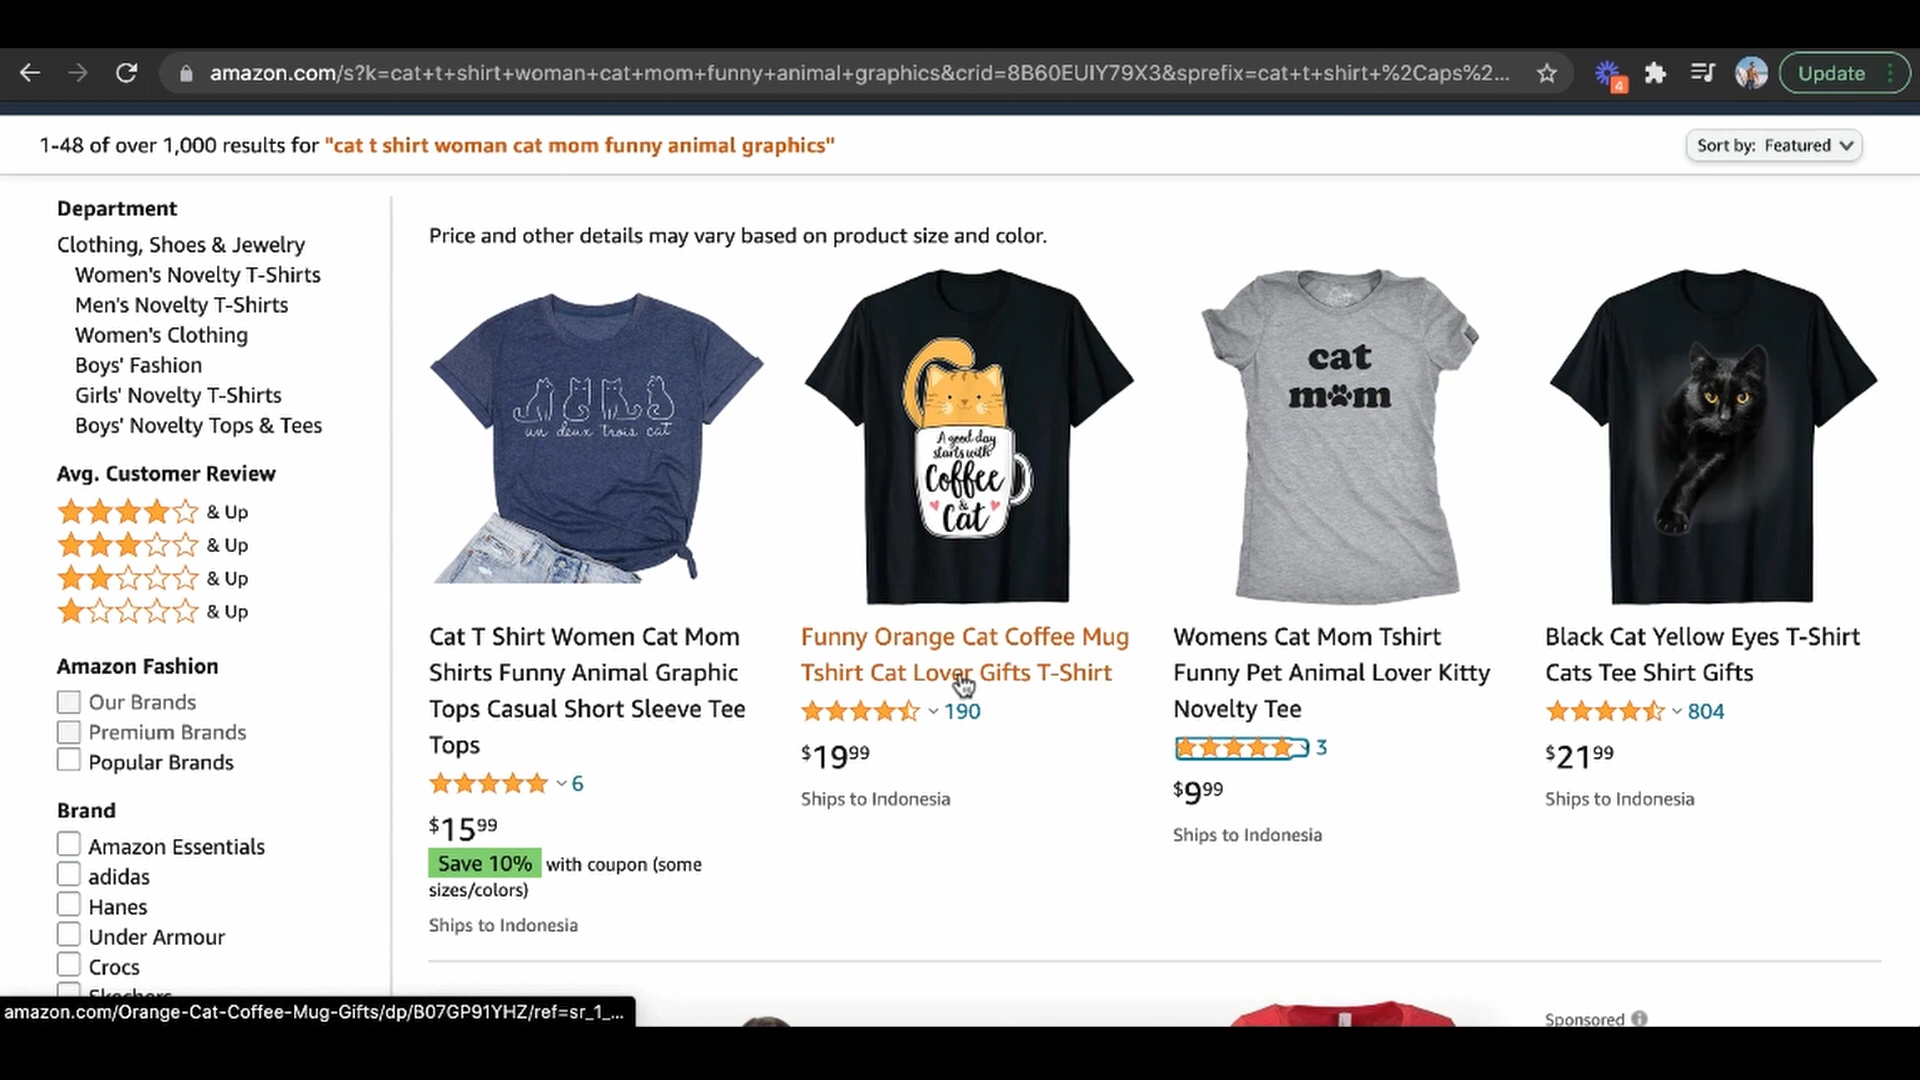 amazon.com/s?k=cat+t+shirt+woman+cat+mom+funny+animal+graphics&crid=8B60EUIY79X3&sprefix=cat+t+shirt+%2Caps%2...
4
Update
1-48 of over 1,000 results for "cat t shirt woman cat mom funny animal graphics"
Sort by: Featured
Department
Clothing, Shoes & Jewelry
Women's Novelty T-Shirts
Men's Novelty T-Shirts
Women's Clothing
Boys' Fashion
Girls' Novelty T-Shirts
Boys' Novelty Tops & Tees
Avg. Customer Review
& Up
& Up
& Up
& Up
Amazon Fashion
Our Brands
Premium Brands
Popular Brands
Brand
Amazon Essentials
adidas
Hanes
Under Armour
Crocs
Skechers
Price and other details may vary based on product size and color.
un deux trois cat
Cat T Shirt Women Cat Mom
Shirts Funny Animal Graphic
Tops Casual Short Sleeve Tee
Tops
6
$1599
Save 10% with coupon (some
sizes/colors)
Ships to Indonesia
A good day
starts with
Coffee
&
Cat
Funny Orange Cat Coffee Mug
Tshirt Cat Lover Gifts T-Shirt
190
$1999
Ships to Indonesia
cat
mom
Womens Cat Mom Tshirt
Funny Pet Animal Lover Kitty
Novelty Tee
3
$999
Ships to Indonesia
Black Cat Yellow Eyes T-Shirt
Cats Tee Shirt Gifts
804
$2199
Ships to Indonesia
Sponsored
amazon.com/Orange-Cat-Coffee-Mug-Gifts/dp/B07GP91YHZ/ref=sr_1_...